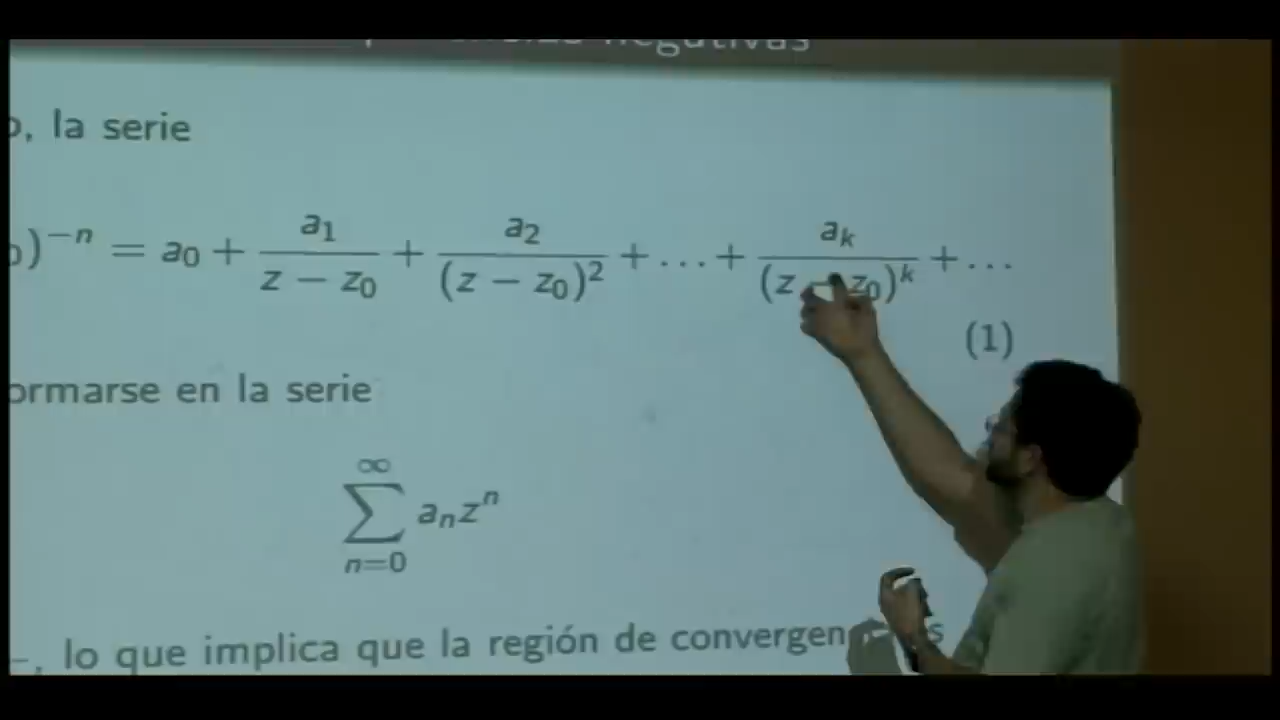 negativas
, la serie
)^{-n} = a_0 + \frac{a_1}{z - z_0} + \frac{a_2}{(z - z_0)^2} + \ldots + \frac{a_k}{(z - z_0)^k} + \ldots
(1)
ormarse en la serie
\sum_{n=0}^{\infty} a_n z^n
, lo que implica que la región de convergen